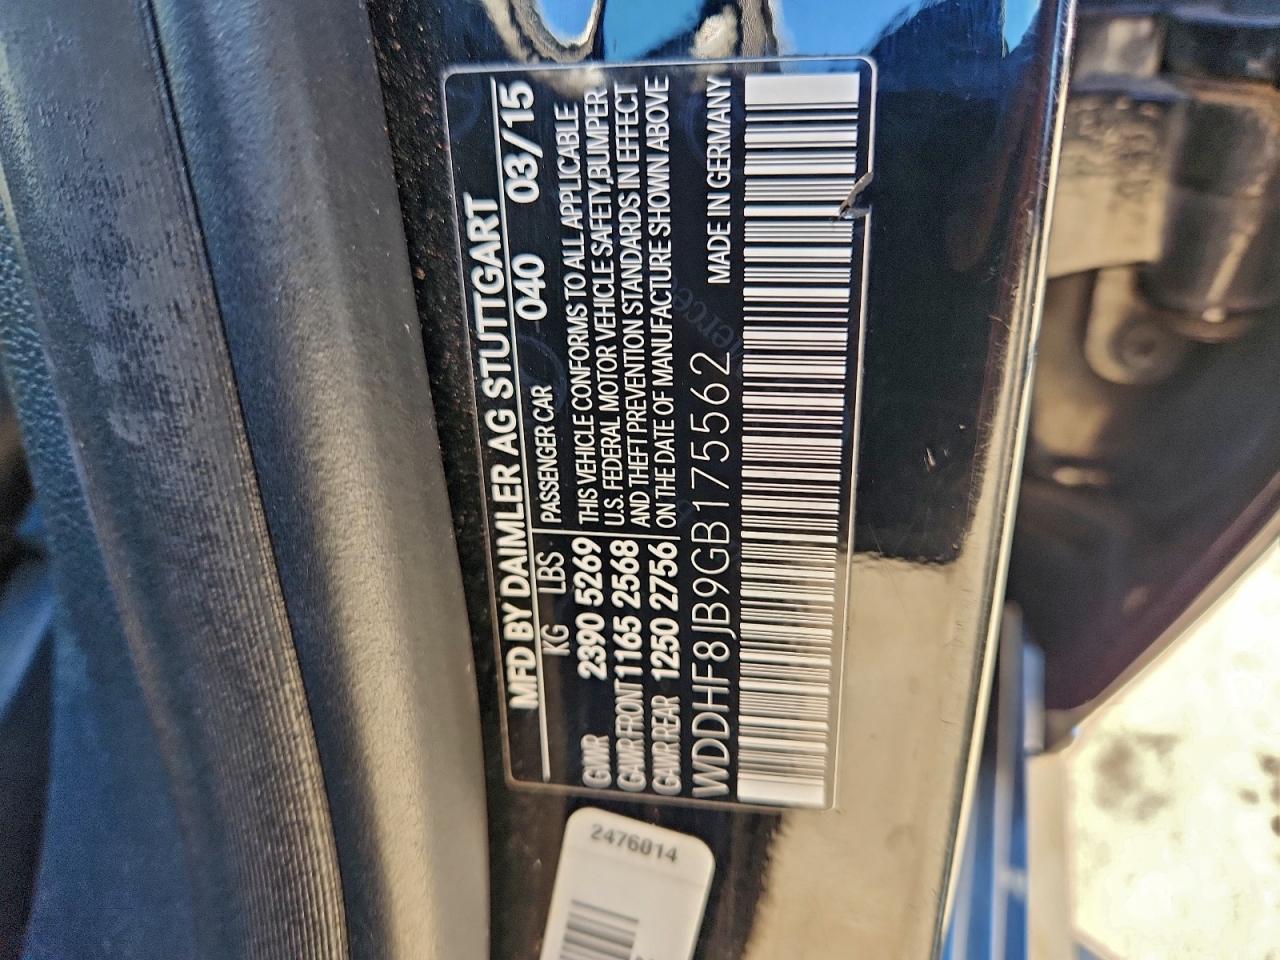 MFD BY DAIMLER AG STUTTGART
KG LBS PASSENGER CAR 040 03/15
GVWR 2390 5269 THIS VEHICLE CONFORMS TO ALL APPLICABLE
GAWR FRONT 1165 2568 U.S. FEDERAL MOTOR VEHICLE SAFETY,BUMPER
GAWR REAR 1250 2756 AND THEFT PREVENTION STANDARDS IN EFFECT
ON THE DATE OF MANUFACTURE SHOWN ABOVE
WDDHF8JB9GB175562 MADE IN GERMANY
2476014